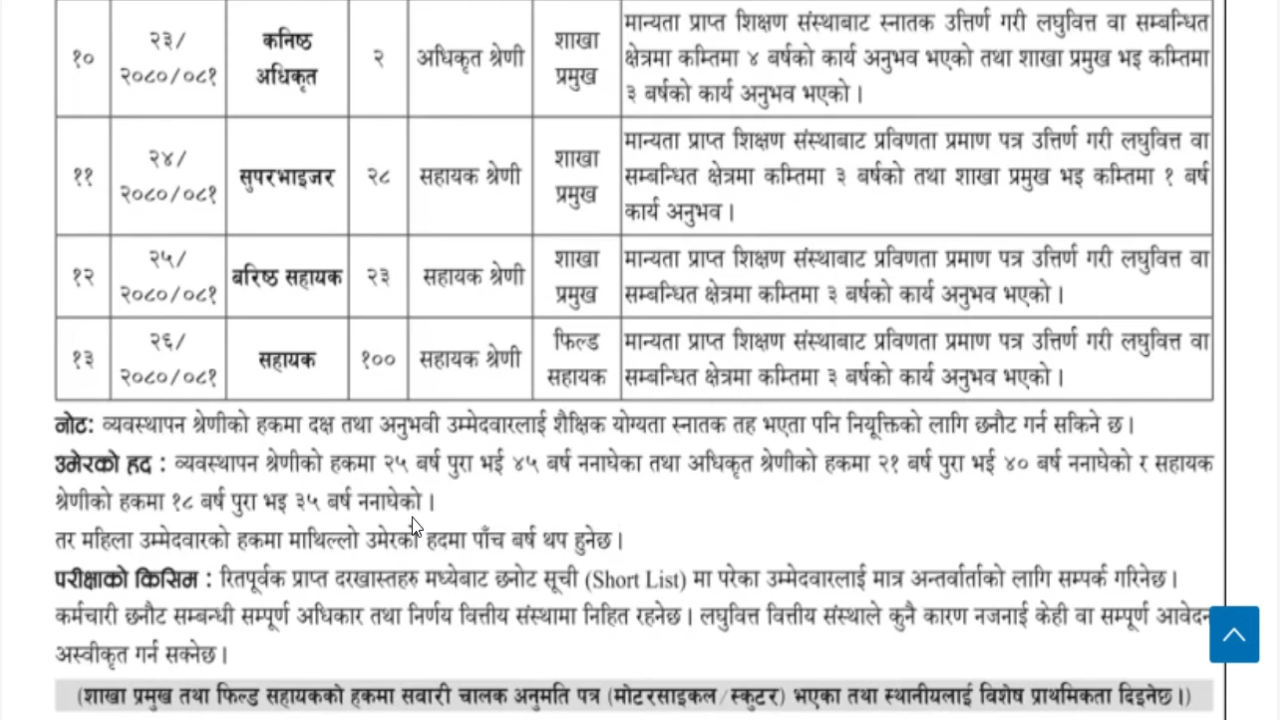 मान्यता प्राप्त शिक्षण संस्थाबाट स्नातक उत्तिर्ण गरी लघुवित्त वा सम्बन्धित
१० २३/ २०८०/०८१ कनिष्ठ अधिकृत २ अधिकृत श्रेणी शाखा प्रमुख क्षेत्रमा कम्तिमा ४ बर्षको कार्य अनुभव भएको तथा शाखा प्रमुख भइ कम्तिमा
३ बर्षको कार्य अनुभव भएको ।
मान्यता प्राप्त शिक्षण संस्थाबाट प्रविणता प्रमाण पत्र उत्तिर्ण गरी लघुवित्त वा
११ २४/ २०८०/०८१ सुपरभाइजर २८ सहायक श्रेणी शाखा प्रमुख सम्बन्धित क्षेत्रमा कम्तिमा ३ बर्षको तथा शाखा प्रमुख भइ कम्तिमा १ बर्ष
कार्य अनुभव ।
१२ २५/ २०८०/०८१ बरिष्ठ सहायक २३ सहायक श्रेणी शाखा प्रमुख मान्यता प्राप्त शिक्षण संस्थाबाट प्रविणता प्रमाण पत्र उत्तिर्ण गरी लघुवित्त वा
सम्बन्धित क्षेत्रमा कम्तिमा ३ बर्षको कार्य अनुभव भएको ।
१३ २६/ २०८०/०८१ सहायक १०० सहायक श्रेणी फिल्ड सहायक मान्यता प्राप्त शिक्षण संस्थाबाट प्रविणता प्रमाण पत्र उत्तिर्ण गरी लघुवित्त वा
सम्बन्धित क्षेत्रमा कम्तिमा ३ बर्षको कार्य अनुभव भएको ।
नोटः व्यवस्थापन श्रेणीको हकमा दक्ष तथा अनुभवी उम्मेदवारलाई शैक्षिक योग्यता स्नातक तह भएता पनि नियूक्तिको लागि छनौट गर्न सकिने छ ।
उमेरको हद : व्यवस्थापन श्रेणीको हकमा २५ बर्ष पुरा भई ४५ बर्ष ननाघेका तथा अधिकृत श्रेणीको हकमा २१ बर्ष पुरा भई ४० बर्ष ननाघेको र सहायक
श्रेणीको हकमा १८ बर्ष पुरा भइ ३५ बर्ष ननाघेको ।
तर महिला उम्मेदवारको हकमा माथिल्लो उमेरको हदमा पाँच बर्ष थप हुनेछ ।
परीक्षाको किसिम : रितपूर्वक प्राप्त दरखास्तहरु मध्येबाट छनोट सूची (Short List) मा परेका उम्मेदवारलाई मात्र अन्तर्वार्ताको लागि सम्पर्क गरिनेछ ।
कर्मचारी छनौट सम्बन्धी सम्पूर्ण अधिकार तथा निर्णय वित्तीय संस्थामा निहित रहनेछ । लघुवित्त वित्तीय संस्थाले कुनै कारण नजनाई केही वा सम्पूर्ण आवेदन
अस्वीकृत गर्न सक्नेछ ।
(शाखा प्रमुख तथा फिल्ड सहायकको हकमा सवारी चालक अनुमति पत्र (मोटरसाइकल/स्कुटर) भएका तथा स्थानीयलाई विशेष प्राथमिकता दिइनेछ ।)